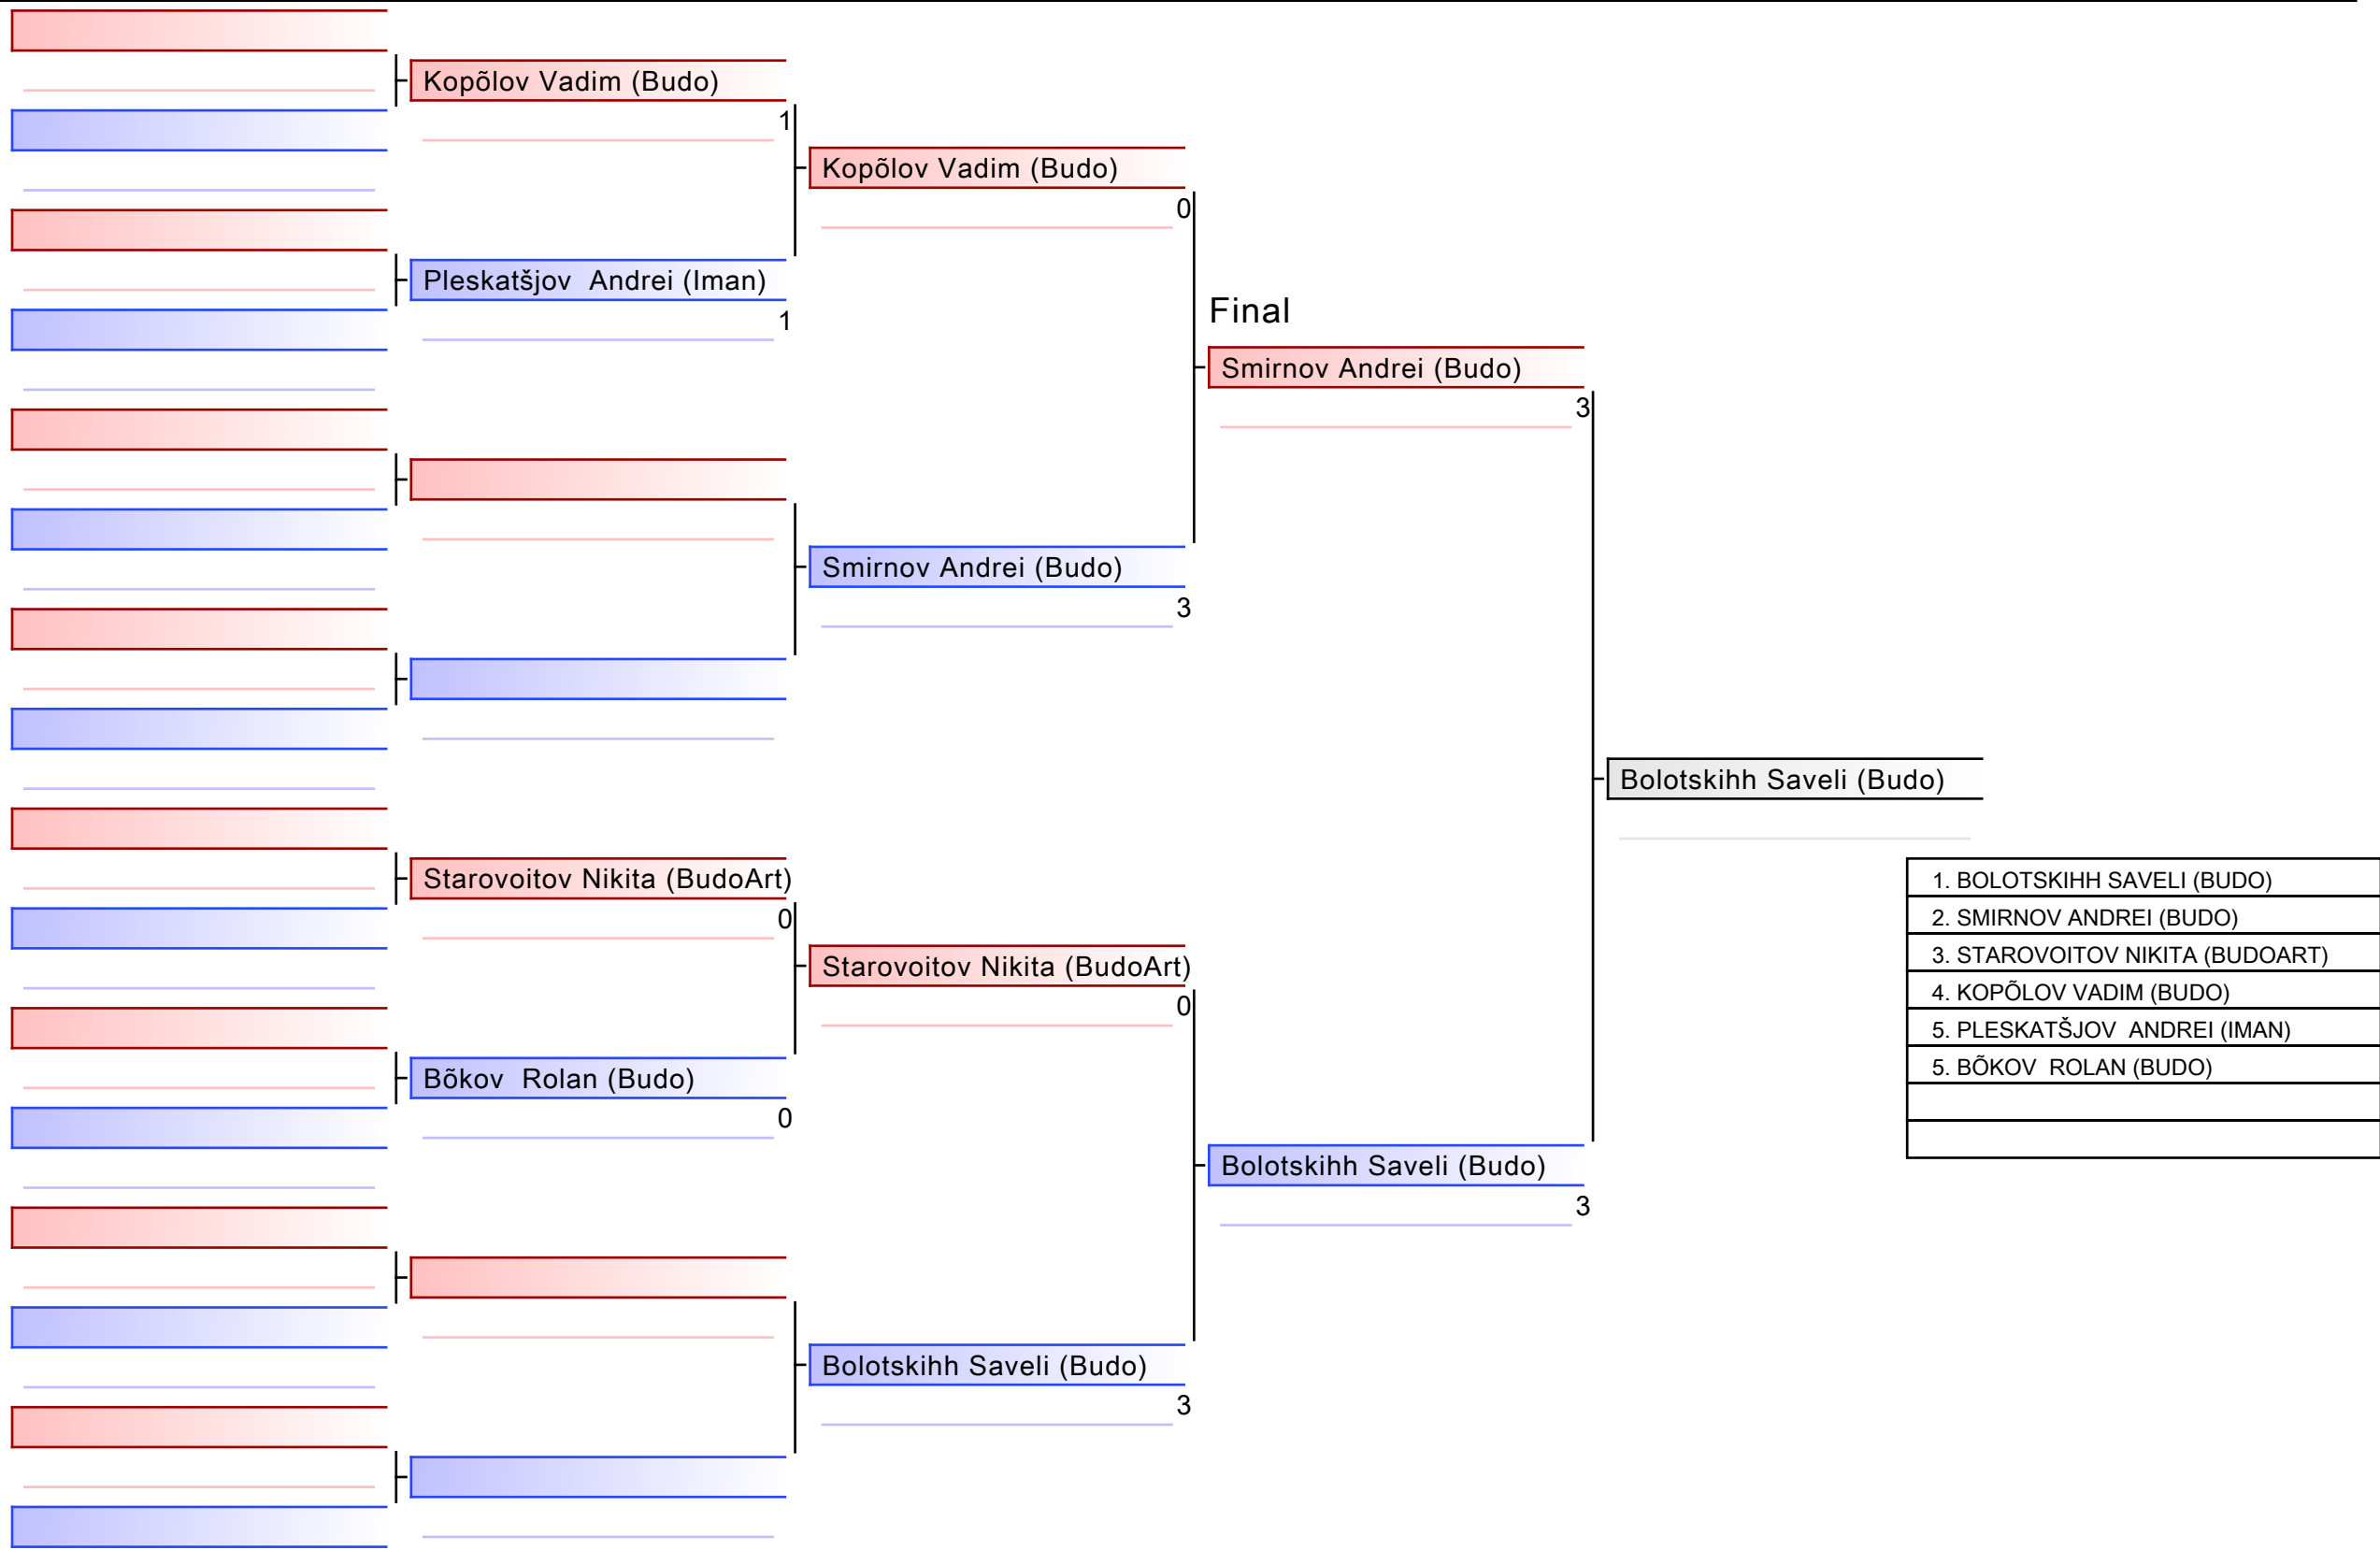 Kopõlov Vadim (Budo)
1
Pleskatšjov  Andrei (Iman)
1
Starovoitov Nikita (BudoArt)
0
Bõkov  Rolan (Budo)
0
Kopõlov Vadim (Budo)
0
Smirnov Andrei (Budo)
3
Starovoitov Nikita (BudoArt)
0
Bolotskihh Saveli (Budo)
3
Final
Smirnov Andrei (Budo)
3
Bolotskihh Saveli (Budo)
3
Bolotskihh Saveli (Budo)
1. BOLOTSKIHH SAVELI (BUDO)
2. SMIRNOV ANDREI (BUDO)
3. STAROVOITOV NIKITA (BUDOART)
4. KOPÕLOV VADIM (BUDO)
5. PLESKATŠJOV  ANDREI (IMAN)
5. BÕKOV  ROLAN (BUDO)